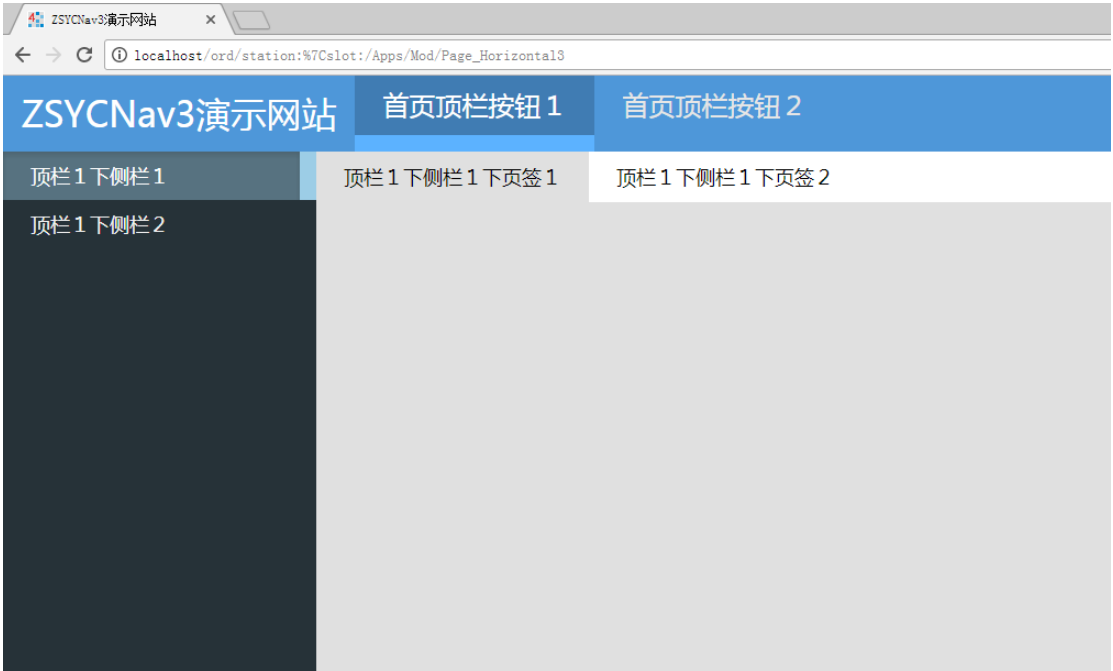 ZSYCNav3演示网站
localhost/ord/station:%7Cslot:/Apps/Mod/Page_Horizontal3
ZSYCNav3演示网站 首页顶栏按钮1 首页顶栏按钮2
顶栏1下侧栏1 顶栏1下侧栏1下页签1 顶栏1下侧栏1下页签2
顶栏1下侧栏2